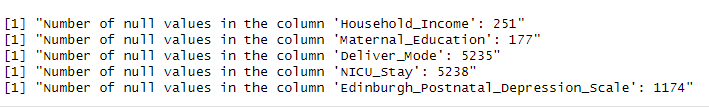 [1] "Number of null values in the column 'Household_Income': 251"
[1] "Number of null values in the column 'Maternal_Education': 177"
[1] "Number of null values in the column 'Deliver_Mode': 5235"
[1] "Number of null values in the column 'NICU_Stay': 5238"
[1] "Number of null values in the column 'Edinburgh_Postnatal_Depression_Scale': 1174"